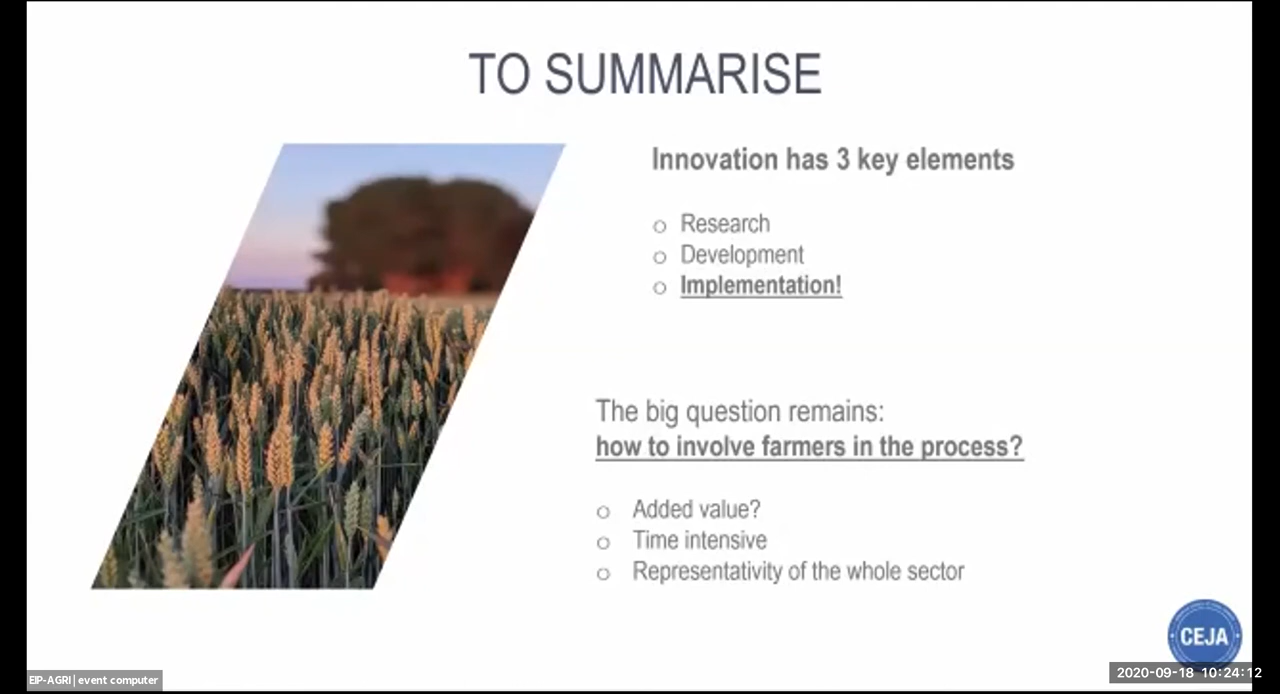 TO SUMMARISE
Innovation has 3 key elements
o Research
o Development
o Implementation!
The big question remains:
how to involve farmers in the process?
o Added value?
o Time intensive
o Representativity of the whole sector
CEJA
EIP-AGRI | event computer
2020-09-18 10:24:12